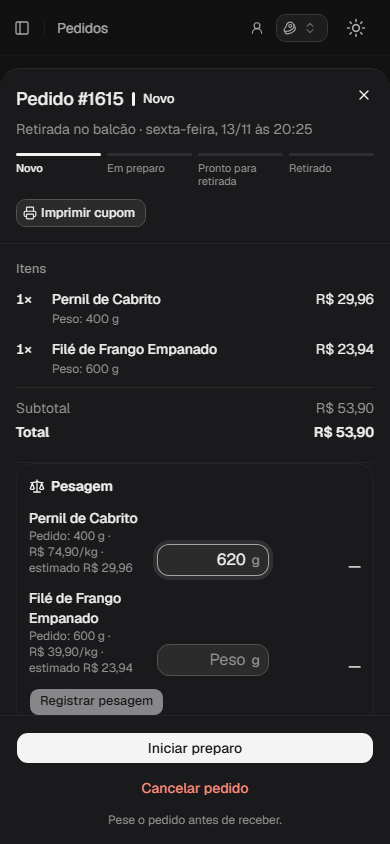 Pedidos
Pedido #1615 | Novo
Retirada no balcão · sexta-feira, 13/11 às 20:25
Novo
Em preparo
Pronto para
retirada
Retirado
Imprimir cupom
Itens
1× Pernil de Cabrito R$ 29,96
Peso: 400 g
1× Filé de Frango Empanado R$ 23,94
Peso: 600 g
Subtotal R$ 53,90
Total R$ 53,90
Pesagem
Pernil de Cabrito
Pedido: 400 g ·
R$ 74,90/kg ·
estimado R$ 29,96
620 g —
Filé de Frango
Empanado
Pedido: 600 g ·
R$ 39,90/kg ·
estimado R$ 23,94
Peso g —
Registrar pesagem
Iniciar preparo
Cancelar pedido
Pese o pedido antes de receber.